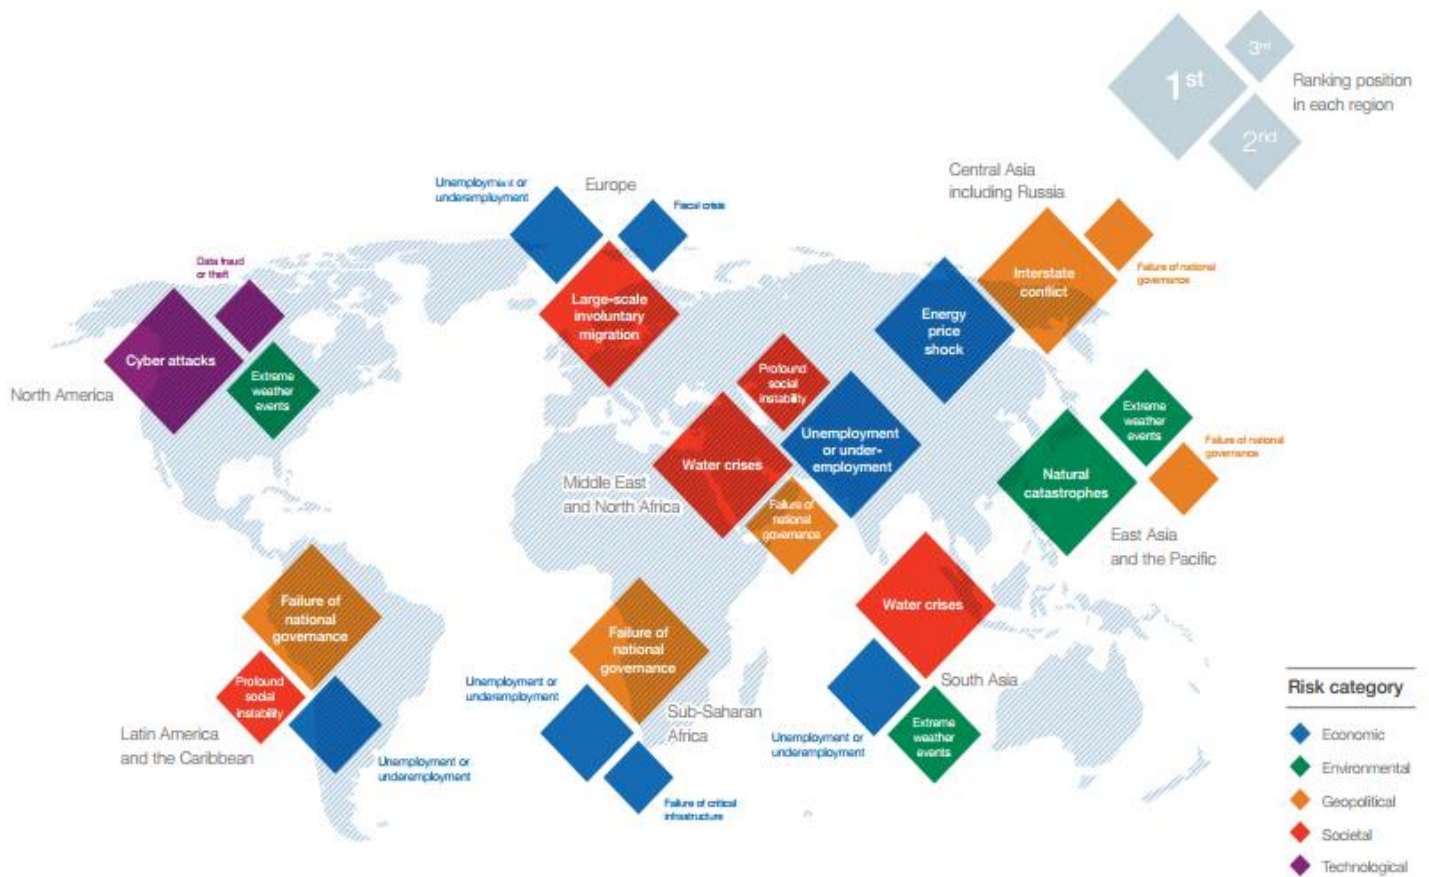 1st
3rd
2nd
Ranking position
in each region
Central Asia
including Russia
Interstate
conflict
Failure of national
governance
Energy
price
shock
Europe
Unemployment or
underemployment
Fiscal crisis
Large-scale
involuntary
migration
Data fraud
or theft
Cyber attacks
Extreme
weather
events
North America
Profound
social
instability
Unemployment
or under-
employment
Water crises
Failure of
national
governance
Middle East
and North Africa
Extreme
weather
events
Failure of national
governance
Natural
catastrophes
East Asia
and the Pacific
Failure of
national
governance
Profound
social
instability
Unemployment or
underemployment
Latin America
and the Caribbean
Failure of
national
governance
Unemployment or
underemployment
Sub-Saharan
Africa
Failure of critical
infrastructure
Water crises
South Asia
Unemployment or
underemployment
Extreme
weather
events
Risk category
Economic
Environmental
Geopolitical
Societal
Technological